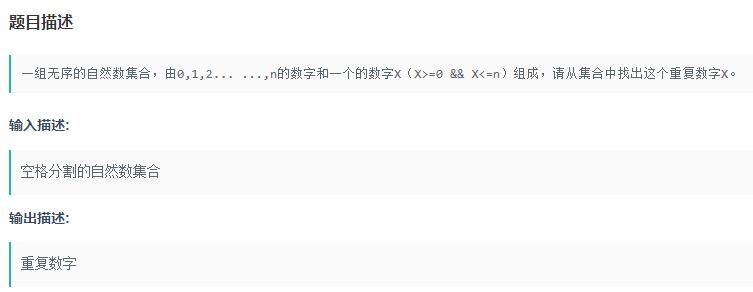 题目描述
一组无序的自然数集合，由0,1,2... ...,n的数字和一个的数字X（X>=0 && X<=n）组成，请从集合中找出这个重复数字X。
输入描述:
空格分割的自然数集合
输出描述:
重复数字